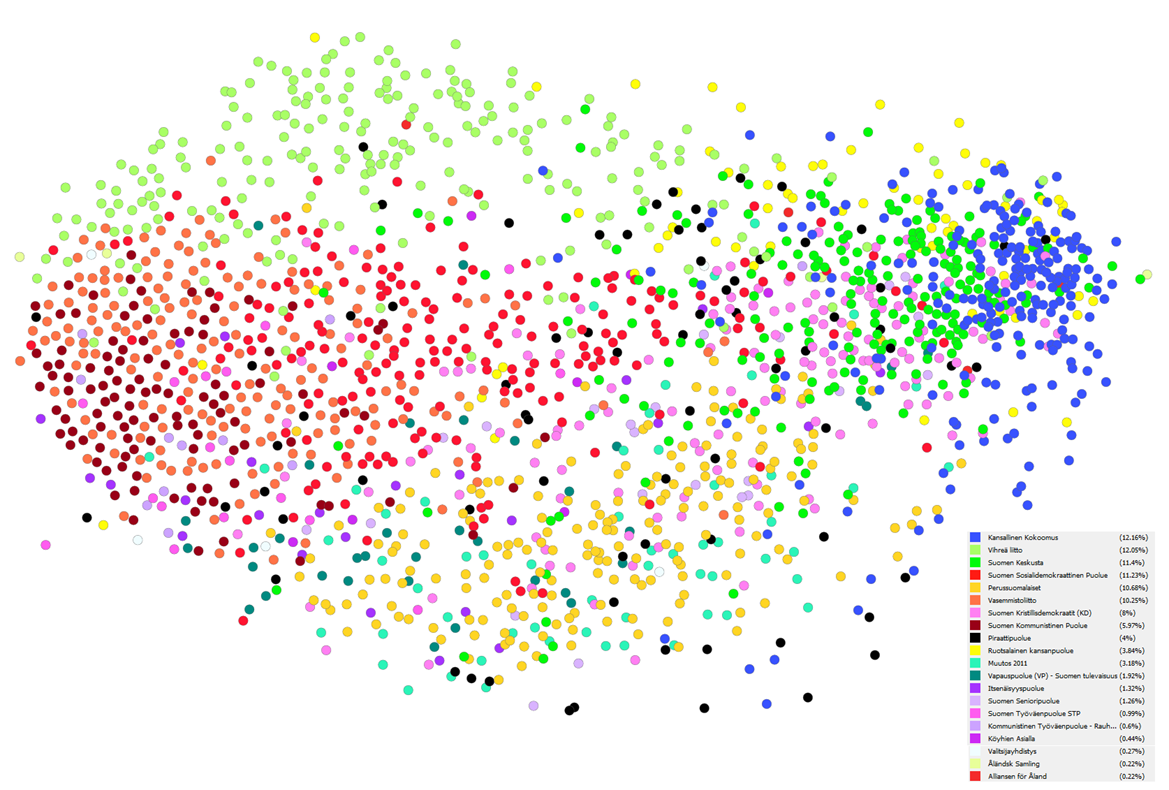 Kansallinen Kokoomus (12.16%)
Vihreä liitto (12.05%)
Suomen Keskusta (11.4%)
Suomen Sosialidemokraattinen Puolue (11.23%)
Perussuomalaiset (10.68%)
Vasemmistoliitto (10.25%)
Suomen Kristillisdemokraatit (KD) (8%)
Suomen Kommunistinen Puolue (5.97%)
Piraattipuolue (4%)
Ruotsalainen kansanpuolue (3.84%)
Muutos 2011 (3.18%)
Vapauspuolue (VP) - Suomen tulevaisuus (1.92%)
Itsenäisyyspuolue (1.32%)
Suomen Senioripuolue (1.26%)
Suomen Työväenpuolue STP (0.99%)
Kommunistinen Työväenpuolue - Rauh... (0.6%)
Köyhien Asialla (0.44%)
Valitsijayhdistys (0.27%)
Åländsk Samling (0.22%)
Alliansen för Åland (0.22%)